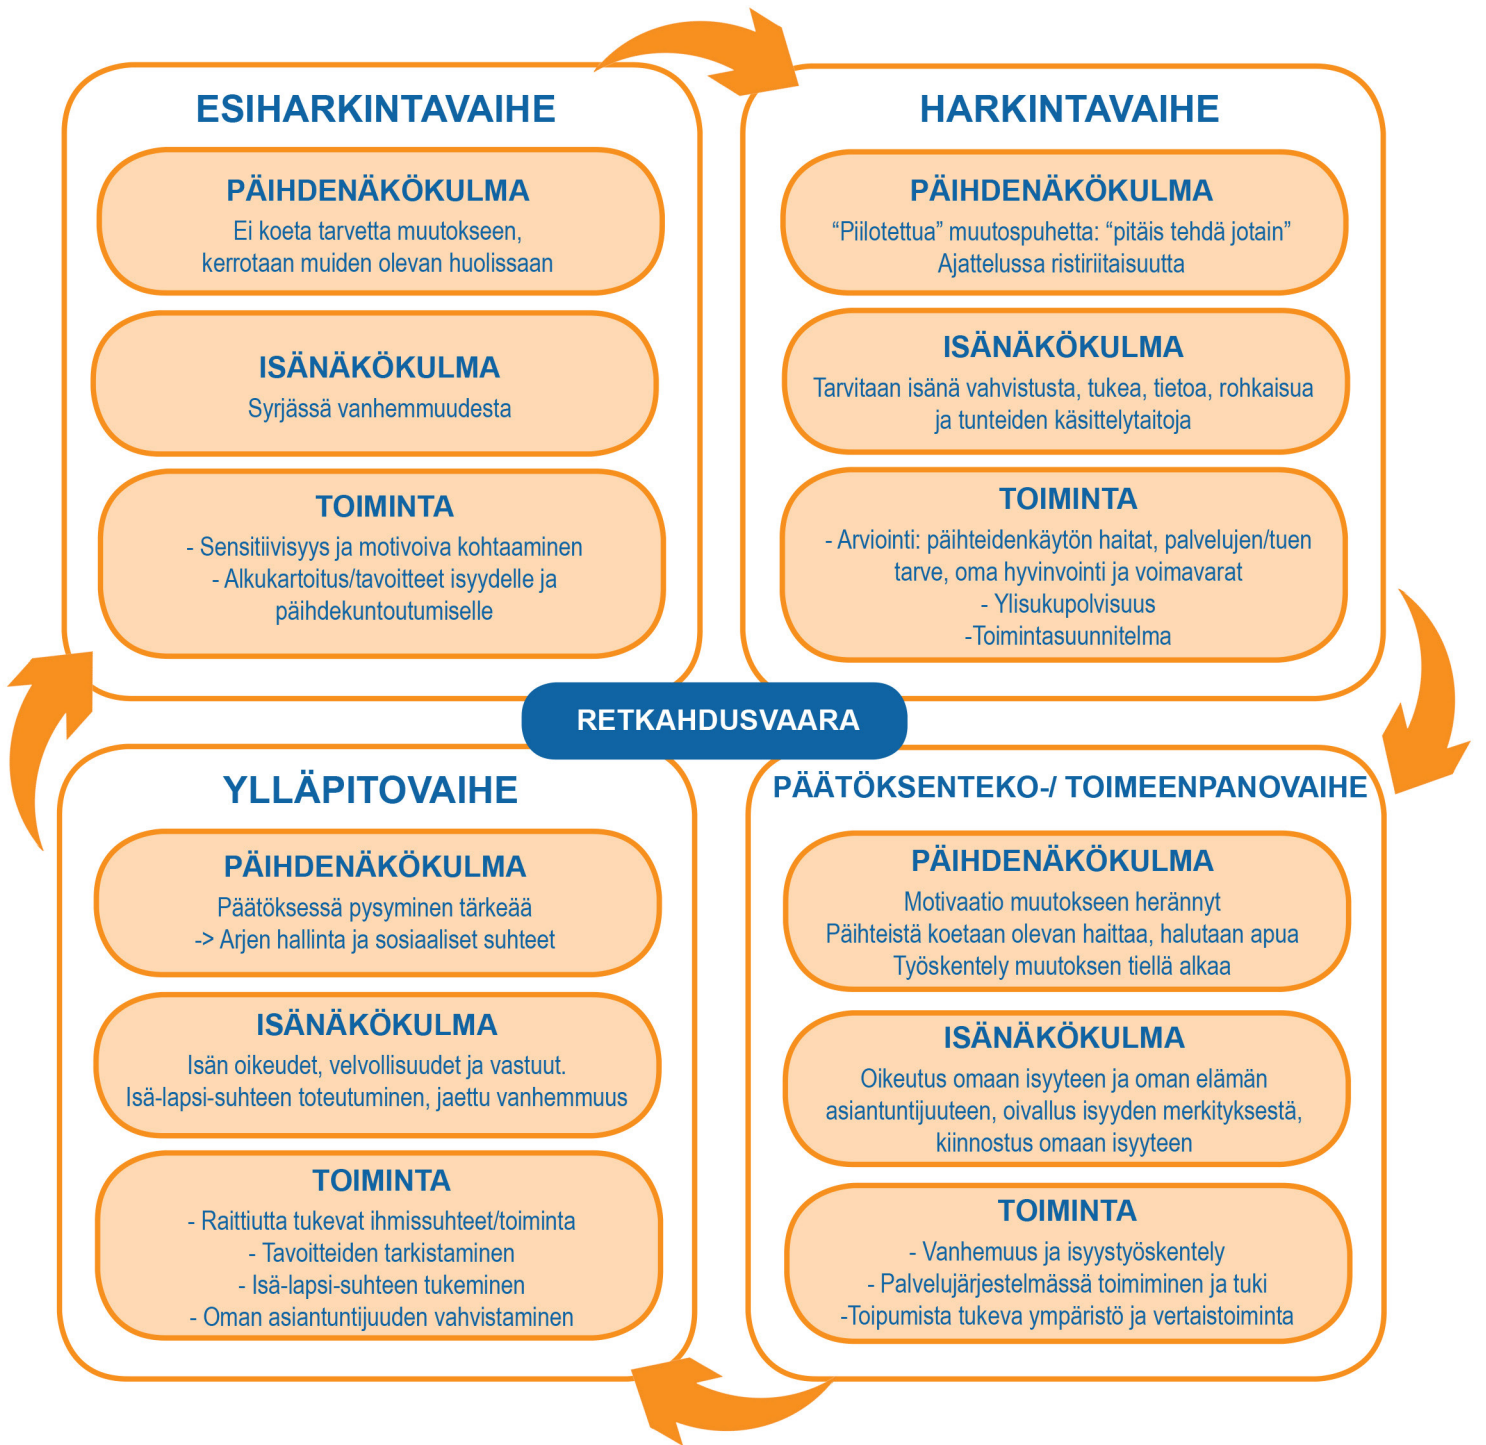 ESIHARKINTAVAIHE
PÄIHDENÄKÖKULMA
Ei koeta tarvetta muutokseen,
kerrotaan muiden olevan huolissaan
ISÄNÄKÖKULMA
Syrjässä vanhemmuudesta
TOIMINTA
- Sensitiivisyys ja motivoiva kohtaaminen
- Alkukartoitus/tavoitteet isyydelle ja
päihdekuntoutumiselle
HARKINTAVAIHE
PÄIHDENÄKÖKULMA
“Piilotettua” muutospuhetta: “pitäis tehdä jotain”
Ajattelussa ristiriitaisuutta
ISÄNÄKÖKULMA
Tarvitaan isänä vahvistusta, tukea, tietoa, rohkaisua
ja tunteiden käsittelytaitoja
TOIMINTA
- Arviointi: päihteidenkäytön haitat, palvelujen/tuen
tarve, oma hyvinvointi ja voimavarat
- Ylisukupolvisuus
-Toimintasuunnitelma
RETKAHDUSVAARA
YLLÄPITOVAIHE
PÄIHDENÄKÖKULMA
Päätöksessä pysyminen tärkeää
-> Arjen hallinta ja sosiaaliset suhteet
ISÄNÄKÖKULMA
Isän oikeudet, velvollisuudet ja vastuut.
Isä-lapsi-suhteen toteutuminen, jaettu vanhemmuus
TOIMINTA
- Raittiutta tukevat ihmissuhteet/toiminta
- Tavoitteiden tarkistaminen
- Isä-lapsi-suhteen tukeminen
- Oman asiantuntijuuden vahvistaminen
PÄÄTÖKSENTEKO-/ TOIMEENPANOVAIHE
PÄIHDENÄKÖKULMA
Motivaatio muutokseen herännyt
Päihteistä koetaan olevan haittaa, halutaan apua
Työskentely muutoksen tiellä alkaa
ISÄNÄKÖKULMA
Oikeutus omaan isyyteen ja oman elämän
asiantuntijuuteen, oivallus isyyden merkityksestä,
kiinnostus omaan isyyteen
TOIMINTA
- Vanhemuus ja isyystyöskentely
- Palvelujärjestelmässä toimiminen ja tuki
-Toipumista tukeva ympäristö ja vertaistoiminta